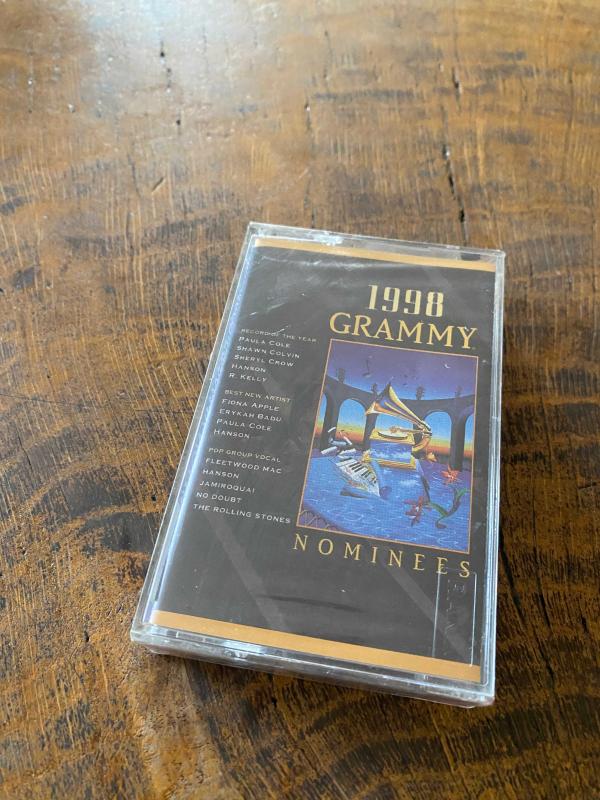 1998
GRAMMY
RECORD OF THE YEAR
PAULA COLE
SHAWN COLVIN
SHERYL CROW
HANSON
R. KELLY
BEST NEW ARTIST
FIONA APPLE
ERYKAH BADU
PAULA COLE
HANSON
POP GROUP VOCAL
FLEETWOOD MAC
HANSON
JAMIROQUAI
NO DOUBT
THE ROLLING STONES
NOMINEES